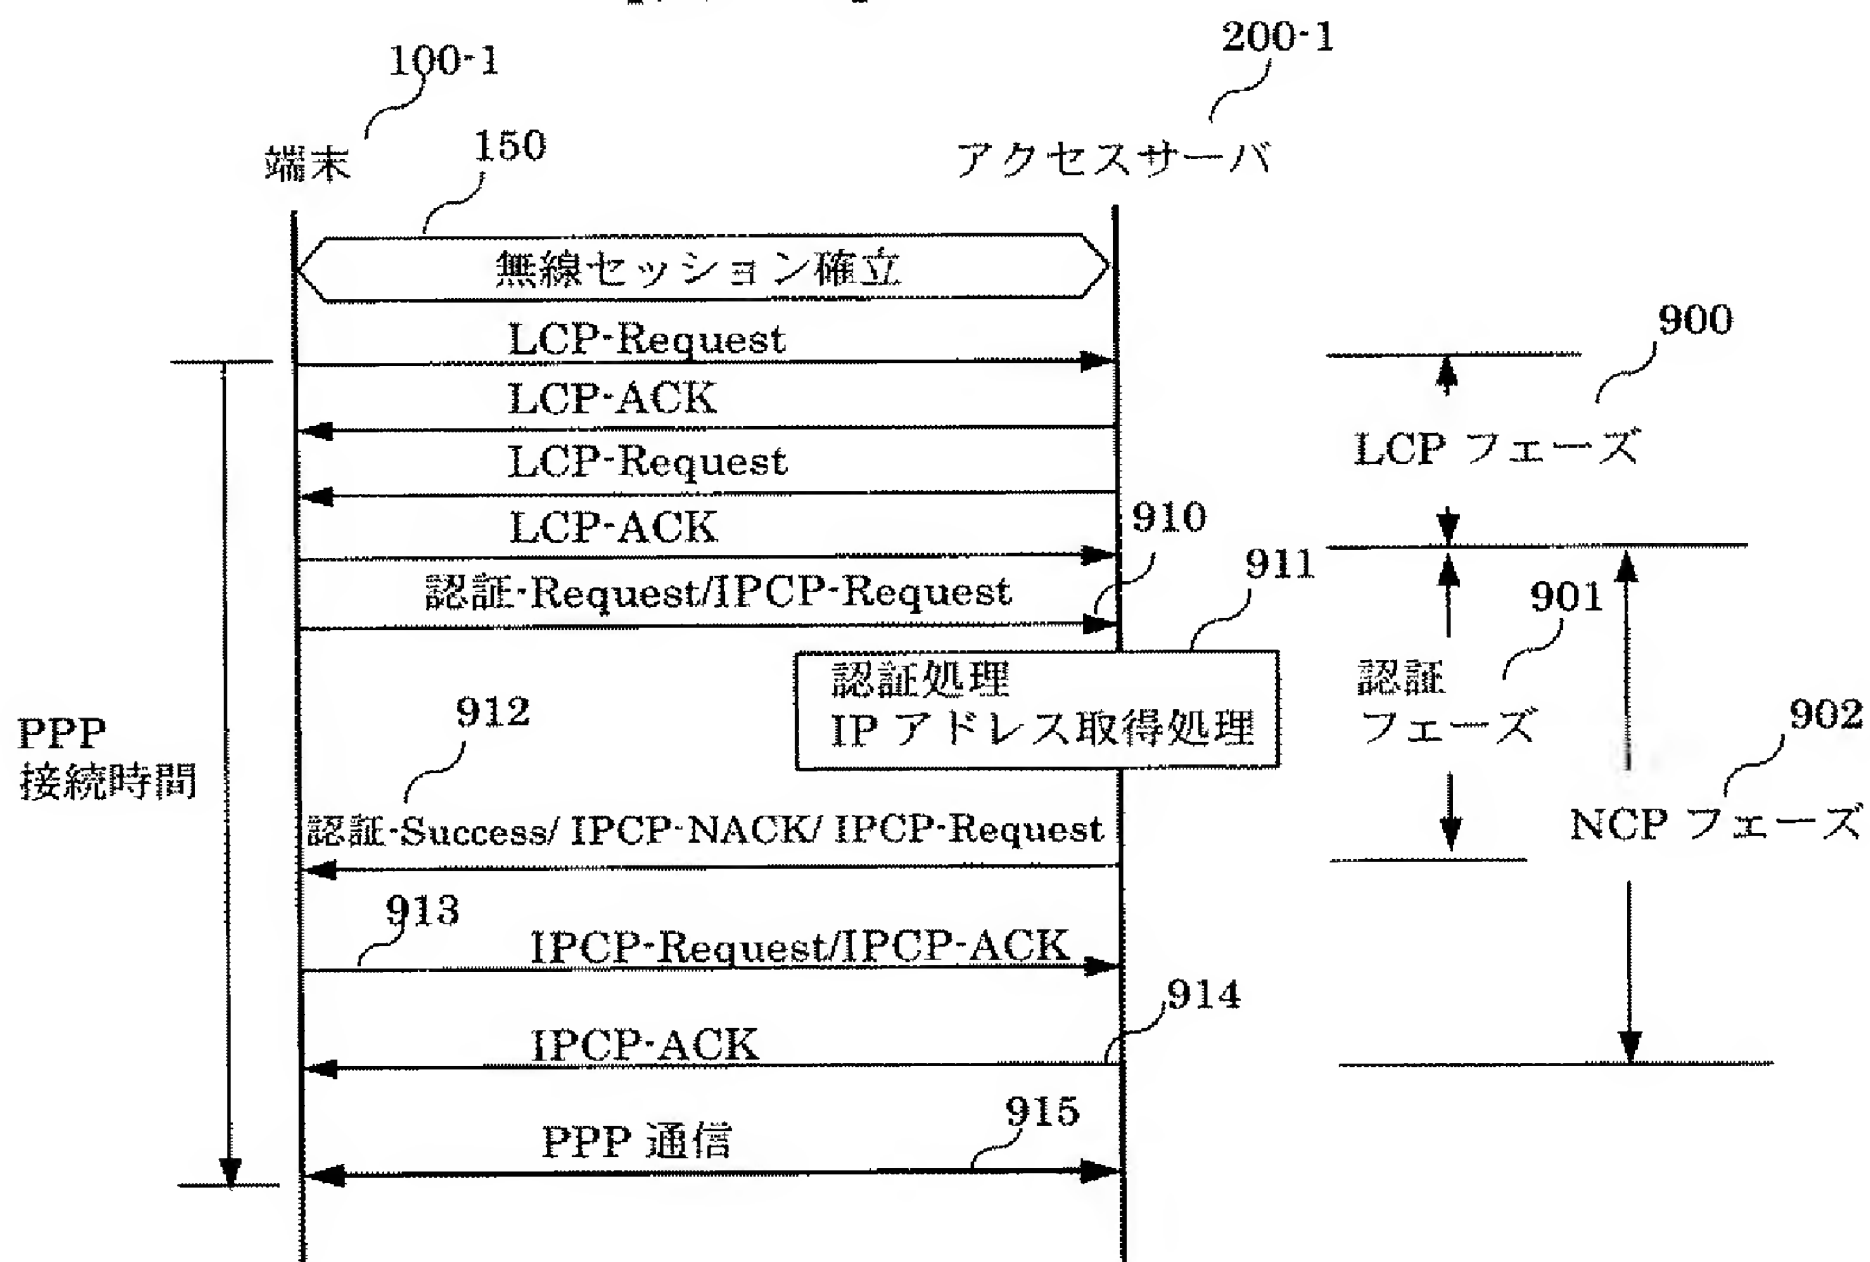 100-1
200-1
端末
150
アクセスサーバ
無線セッション確立
LCP-Request
900
LCP-ACK
LCP フェーズ
LCP-Request
LCP-ACK
910
認証-Request/IPCP-Request
911
901
認証処理
IP アドレス取得処理
認証
フェーズ
912
902
PPP
接続時間
認証-Success/ IPCP-NACK/ IPCP-Request
NCP フェーズ
913
IPCP-Request/IPCP-ACK
914
IPCP-ACK
915
PPP 通信